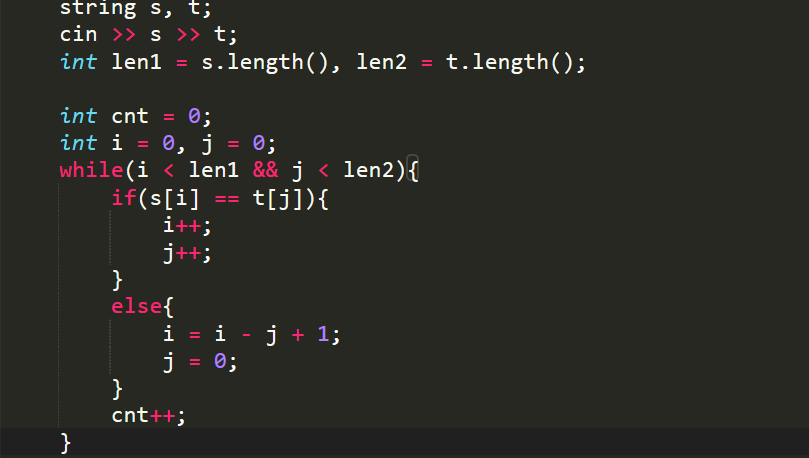 string s, t;
cin >> s >> t;
int len1 = s.length(), len2 = t.length();
int cnt = 0;
int i = 0, j = 0;
while(i < len1 && j < len2){
if(s[i] == t[j]){
i++;
j++;
}
else{
i = i - j + 1;
j = 0;
}
cnt++;
}